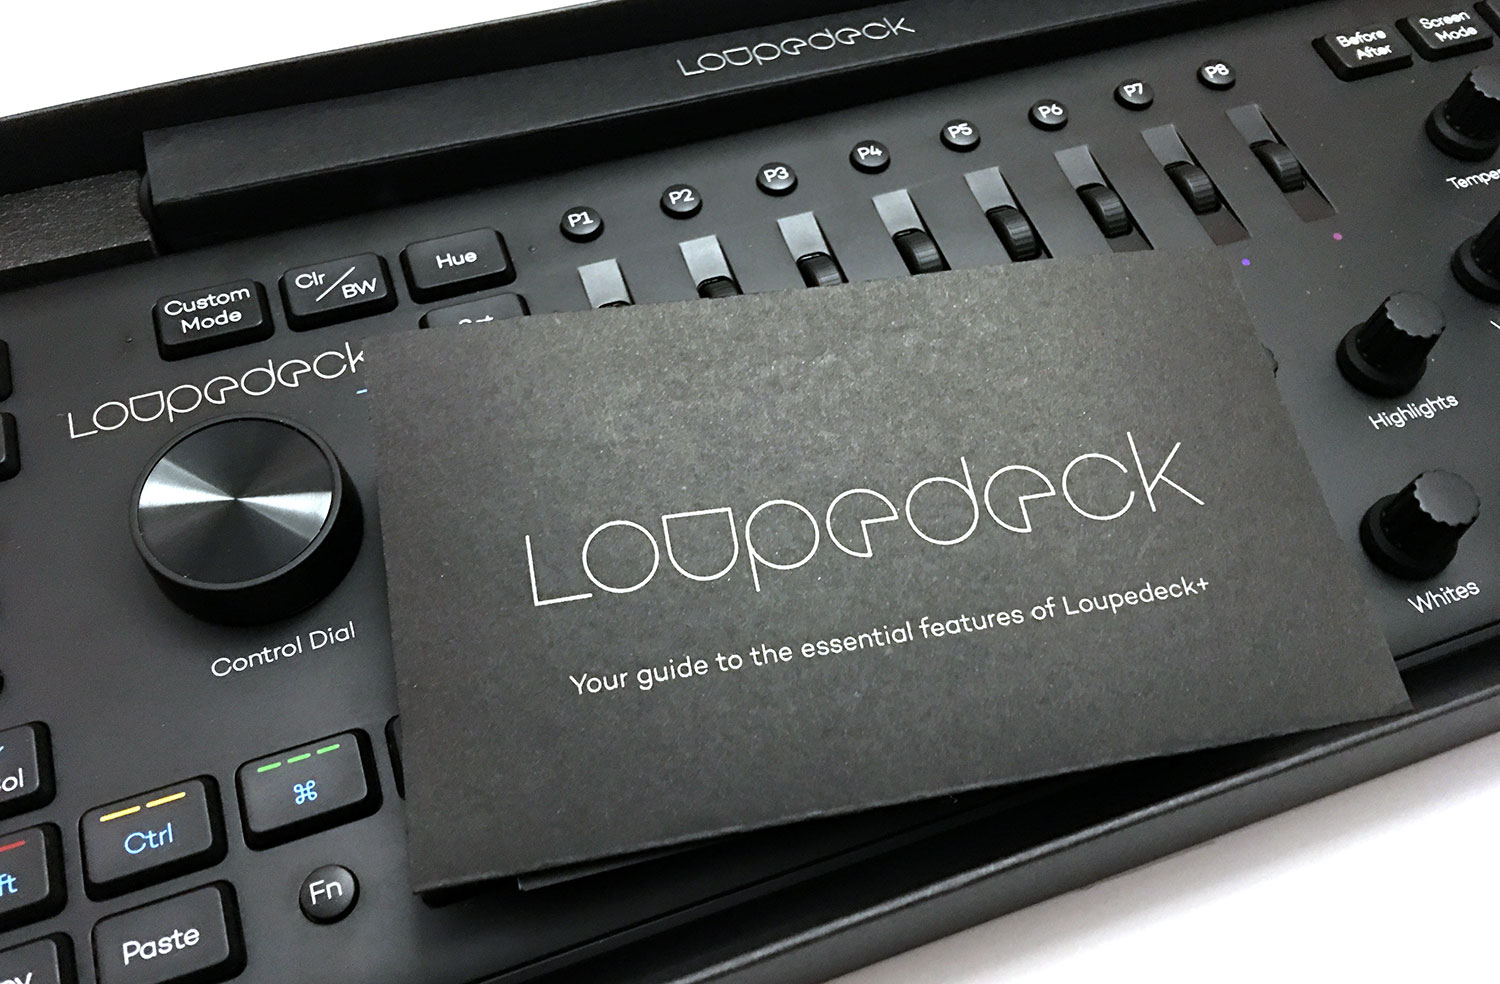 Loupedeck
Before
After
Screen
Mode
P1
P2
P3
P4
P5
P6
P7
P8
Custom
Mode
Clr
BW
Hue
Loupedeck
Control Dial
Highlights
Whites
Loupedeck
Your guide to the essential features of Loupedeck+
Ctrl
⌘
Fn
Paste